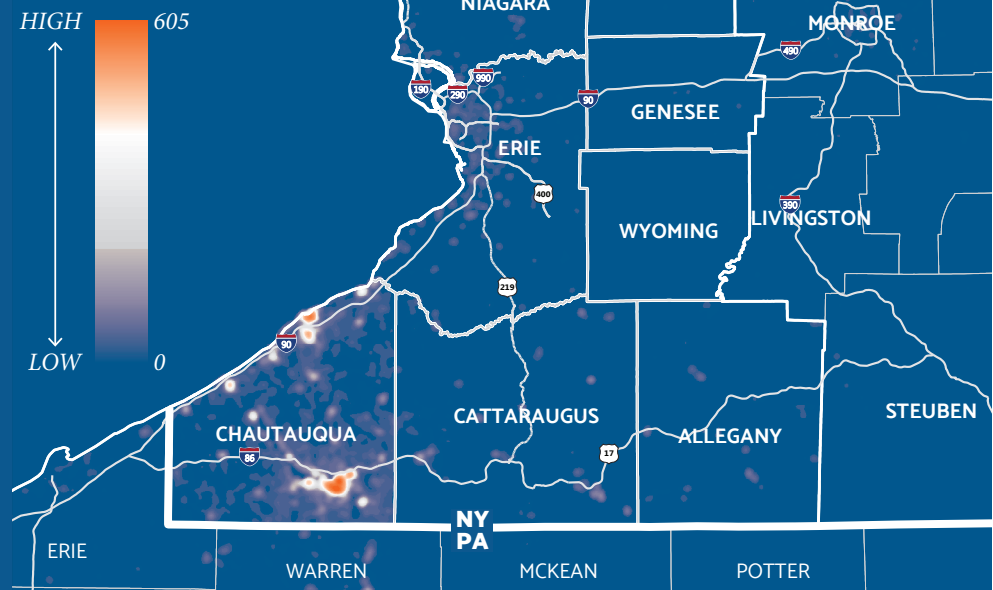 NIAGARA
HIGH
605
MONROE
490
990
190
290
90
GENESEE
ERIE
400
390
LIVINGSTON
WYOMING
219
90
LOW
0
STEUBEN
CATTARAUGUS
CHAUTAUQUA
ALLEGANY
86
17
NY
PA
ERIE
WARREN
MCKEAN
POTTER